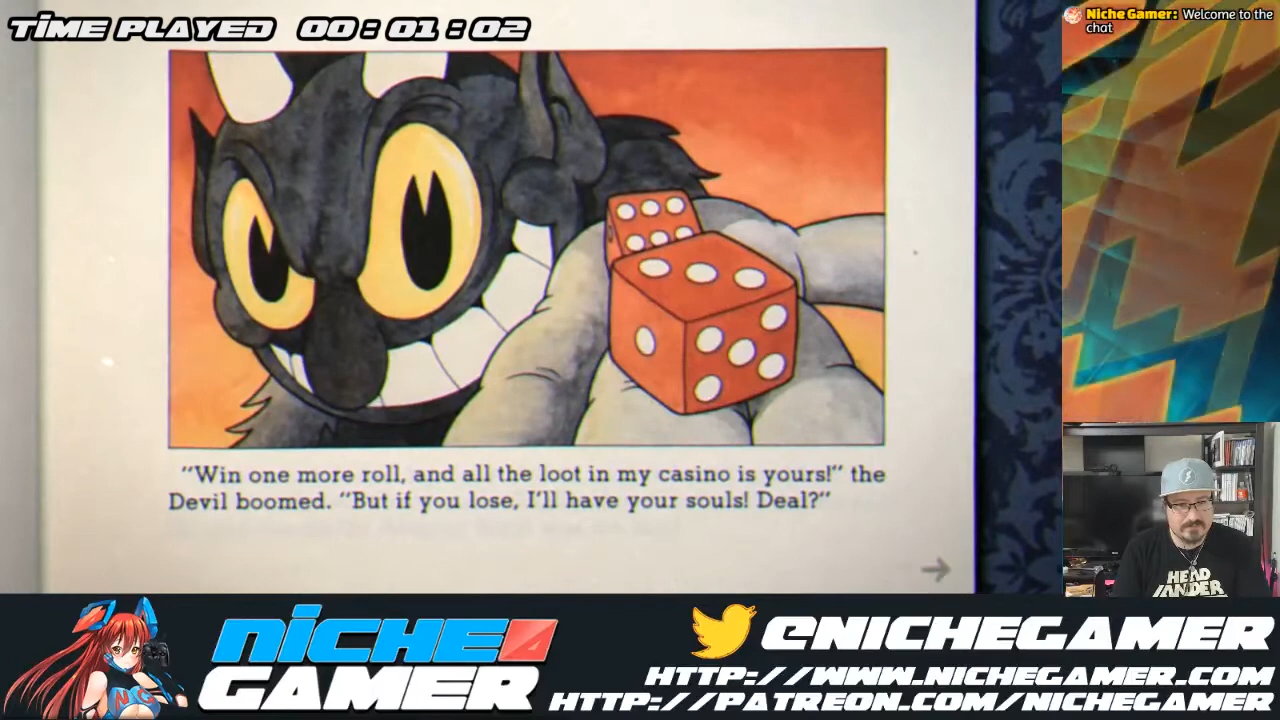 TIME PLAYED 00:01:02
Niche Gamer: Welcome to the
chat
"Win one more roll, and all the loot in my casino is yours!" the
Devil boomed. "But if you lose, I'll have your souls! Deal?"
HEAD
LANDER
NG
NICHE
GAMER
@NICHEGAMER
HTTP://WWW.NICHEGAMER.COM
HTTP://PATREON.COM/NICHEGAMER